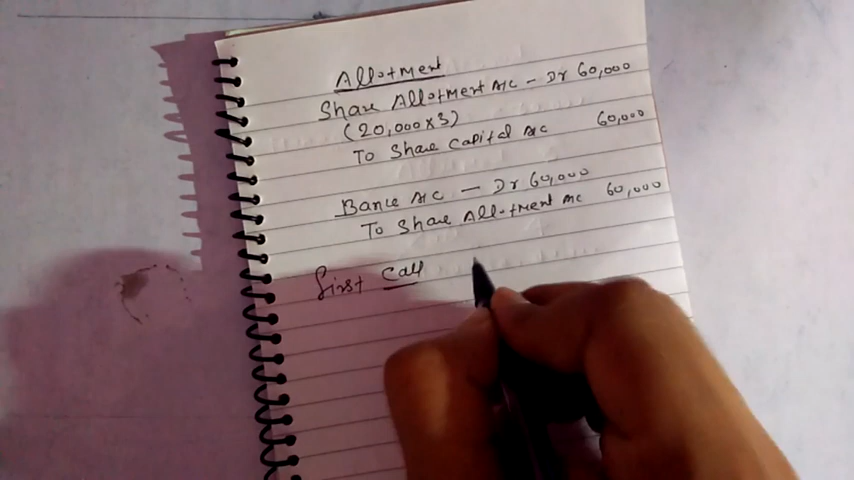 Allotment
Share Allotment A/c - Dr 60,000
(20,000×3)
To Share Capital A/c 60,000
Bank A/c - Dr 60,000
To Share Allotment A/c 60,000
First Call